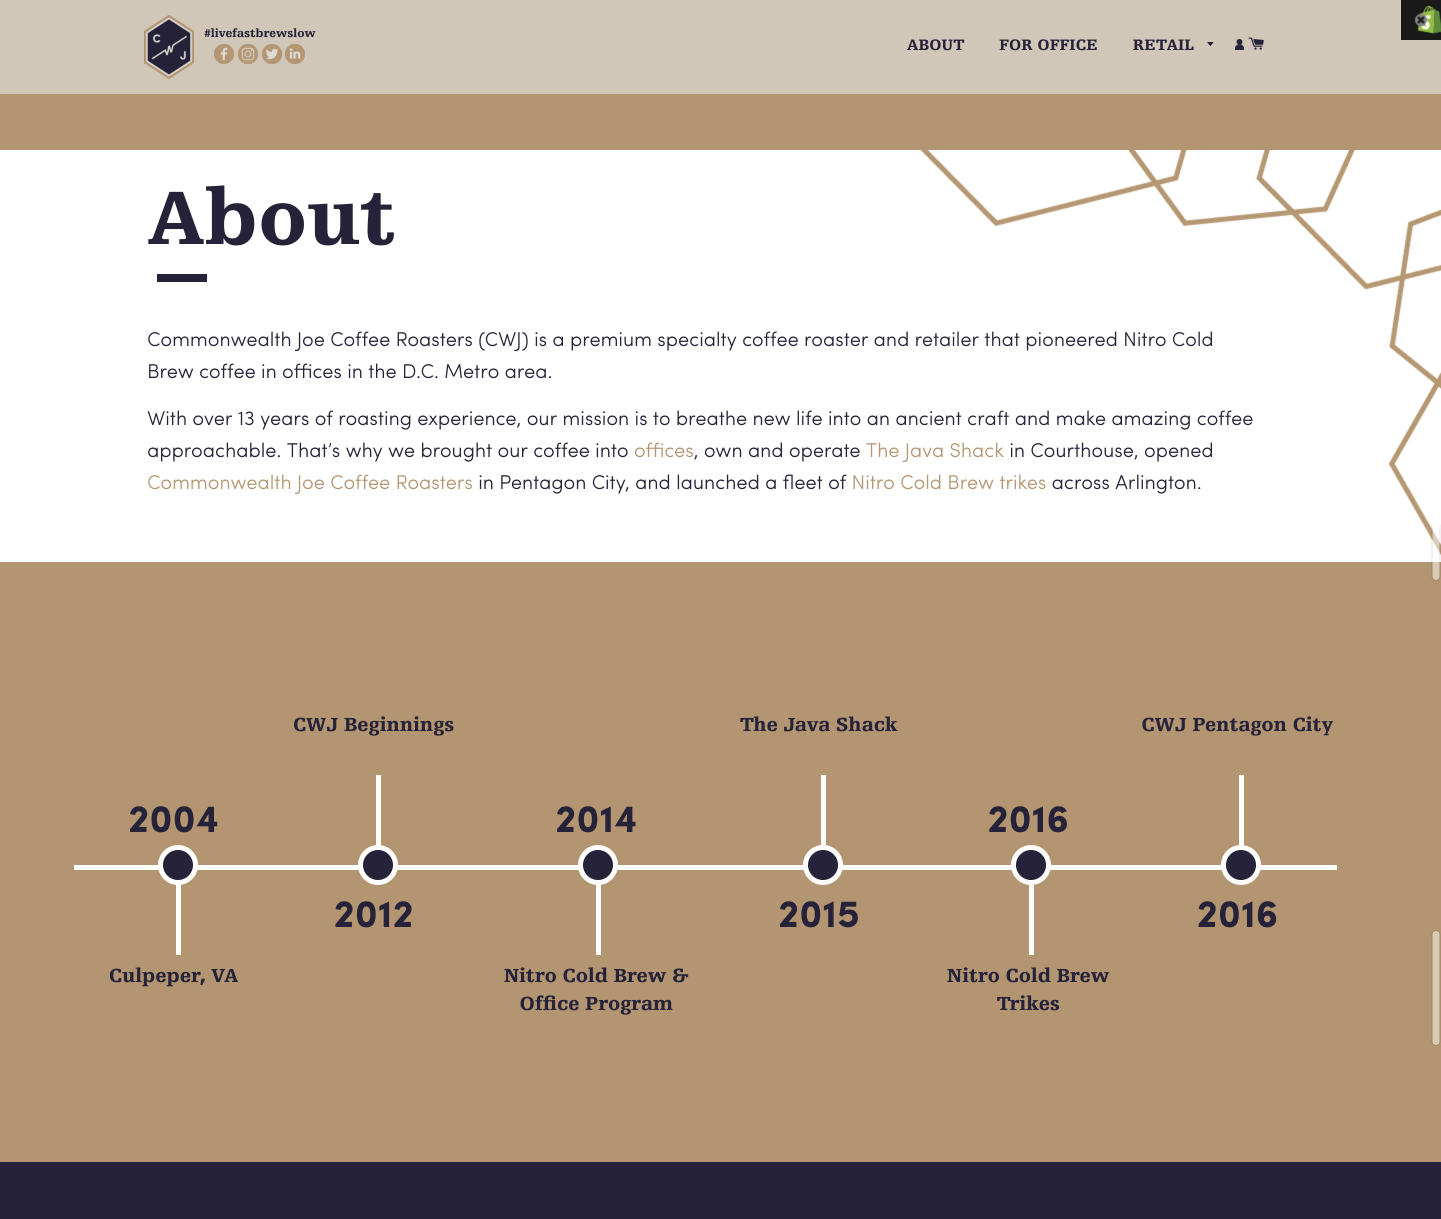 C W J
#livefastbrewslow
ABOUT FOR OFFICE RETAIL
About
Commonwealth Joe Coffee Roasters (CWJ) is a premium specialty coffee roaster and retailer that pioneered Nitro Cold
Brew coffee in offices in the D.C. Metro area.
With over 13 years of roasting experience, our mission is to breathe new life into an ancient craft and make amazing coffee
approachable. That’s why we brought our coffee into offices, own and operate The Java Shack in Courthouse, opened
Commonwealth Joe Coffee Roasters in Pentagon City, and launched a fleet of Nitro Cold Brew trikes across Arlington.
CWJ Beginnings
The Java Shack
CWJ Pentagon City
2004
2014
2016
2012
2015
2016
Culpeper, VA
Nitro Cold Brew &
Office Program
Nitro Cold Brew
Trikes